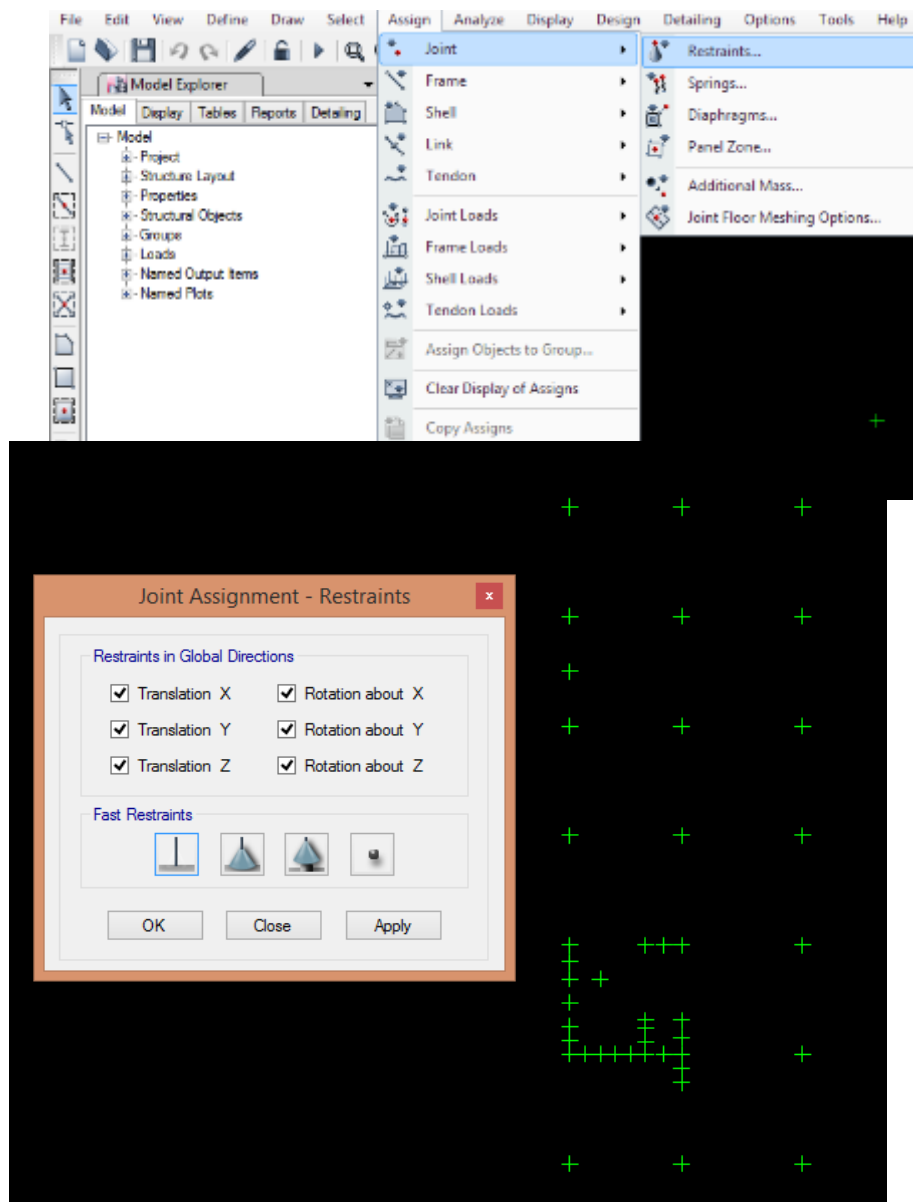 File Edit View Define Draw Select Assign Analyze Display Design Detailing Options Tools Help
Model Explorer
Model Display Tables Reports Detailing
Model
Project
Structure Layout
Properties
Structural Objects
Groups
Loads
Named Output Items
Named Plots
Joint
Frame
Shell
Link
Tendon
Joint Loads
Frame Loads
Shell Loads
Tendon Loads
Assign Objects to Group...
Clear Display of Assigns
Copy Assigns
Restraints...
Springs...
Diaphragms...
Panel Zone...
Additional Mass...
Joint Floor Meshing Options...
Joint Assignment - Restraints
x
Restraints in Global Directions
Translation X Rotation about X
Translation Y Rotation about Y
Translation Z Rotation about Z
Fast Restraints
OK Close Apply